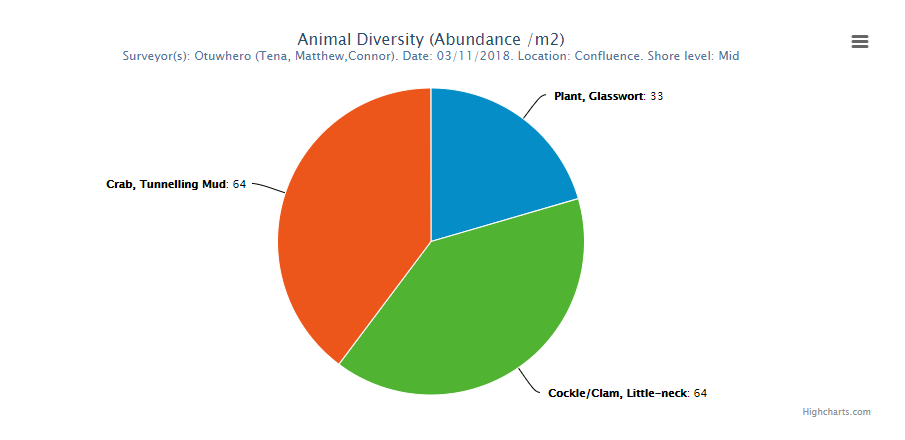 Animal Diversity (Abundance /m2)
Surveyor(s): Otuwhero (Tena, Matthew,Connor). Date: 03/11/2018. Location: Confluence. Shore level: Mid
Plant, Glasswort: 33
Crab, Tunnelling Mud: 64
Cockle/Clam, Little-neck: 64
Highcharts.com